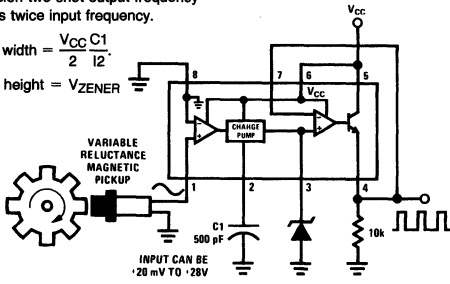 two shot output frequency
s twice input frequency.
width = VCC/2 C1/I2.
height = VZENER
VCC
8
7
6
5
VCC
CHARGE PUMP
VARIABLE
RELUCTANCE
MAGNETIC
PICKUP
1
2
3
4
C1
500 pF
10k
INPUT CAN BE
·20 mV TO ·28V